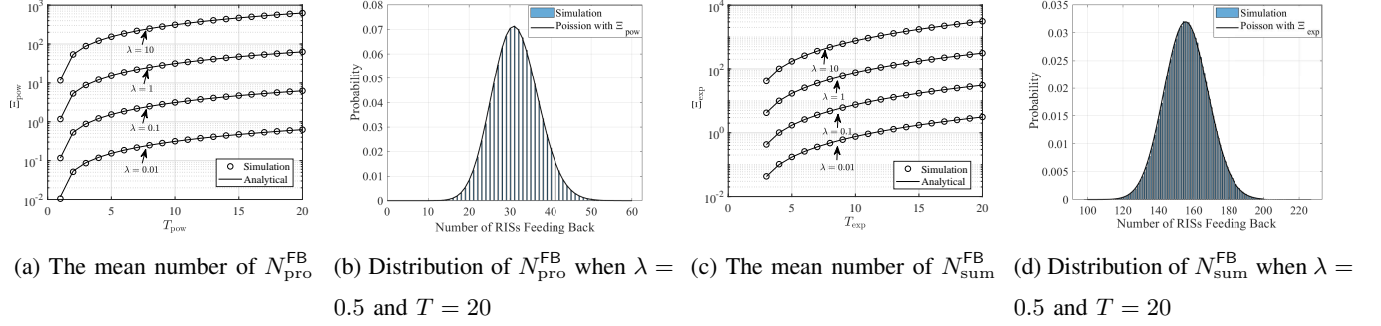 10^3
10^2
10^1
10^0
10^-1
10^-2
0 5 10 15 20
Ξ_pow
T_pow
λ = 10
λ = 1
λ = 0.1
λ = 0.01
Simulation
Analytical
0.08
0.07
0.06
0.05
0.04
0.03
0.02
0.01
0
0 10 20 30 40 50 60
Probability
Number of RISs Feeding Back
Simulation
Poission with Ξ_pow
10^4
10^2
10^0
10^-2
0 5 10 15 20
Ξ_exp
T_exp
λ = 10
λ = 1
λ = 0.1
λ = 0.01
Simulation
Analytical
0.035
0.03
0.025
0.02
0.015
0.01
0.005
0
100 120 140 160 180 200 220
Probability
Number of RISs Feeding Back
Simulation
Poission with Ξ_exp
(a) The mean number of N_pro^FB
(b) Distribution of N_pro^FB when λ =
0.5 and T = 20
(c) The mean number of N_sum^FB
(d) Distribution of N_sum^FB when λ =
0.5 and T = 20